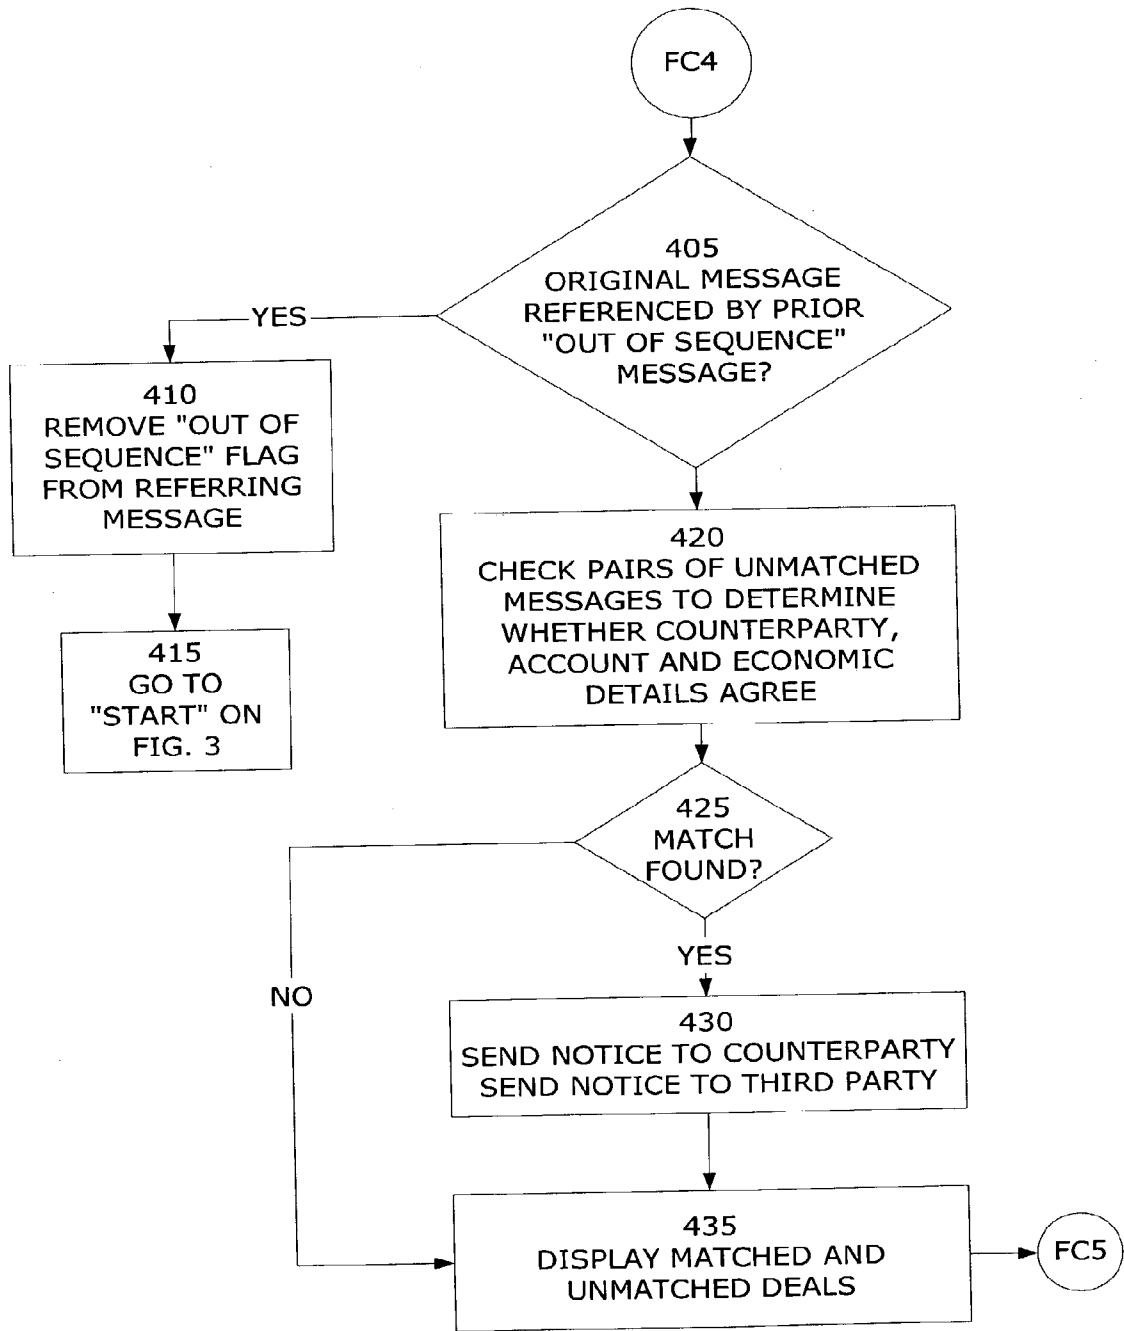 FC4
405
ORIGINAL MESSAGE
REFERENCED BY PRIOR
"OUT OF SEQUENCE"
MESSAGE?
YES
410
REMOVE "OUT OF
SEQUENCE" FLAG
FROM REFERRING
MESSAGE
415
GO TO
"START" ON
FIG. 3
420
CHECK PAIRS OF UNMATCHED
MESSAGES TO DETERMINE
WHETHER COUNTERPARTY,
ACCOUNT AND ECONOMIC
DETAILS AGREE
425
MATCH
FOUND?
YES
NO
430
SEND NOTICE TO COUNTERPARTY
SEND NOTICE TO THIRD PARTY
435
DISPLAY MATCHED AND
UNMATCHED DEALS
FC5